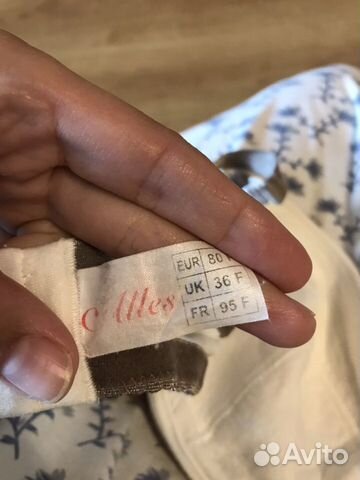 Alles
EUR 80
UK 36 F
FR 95 F
Avito